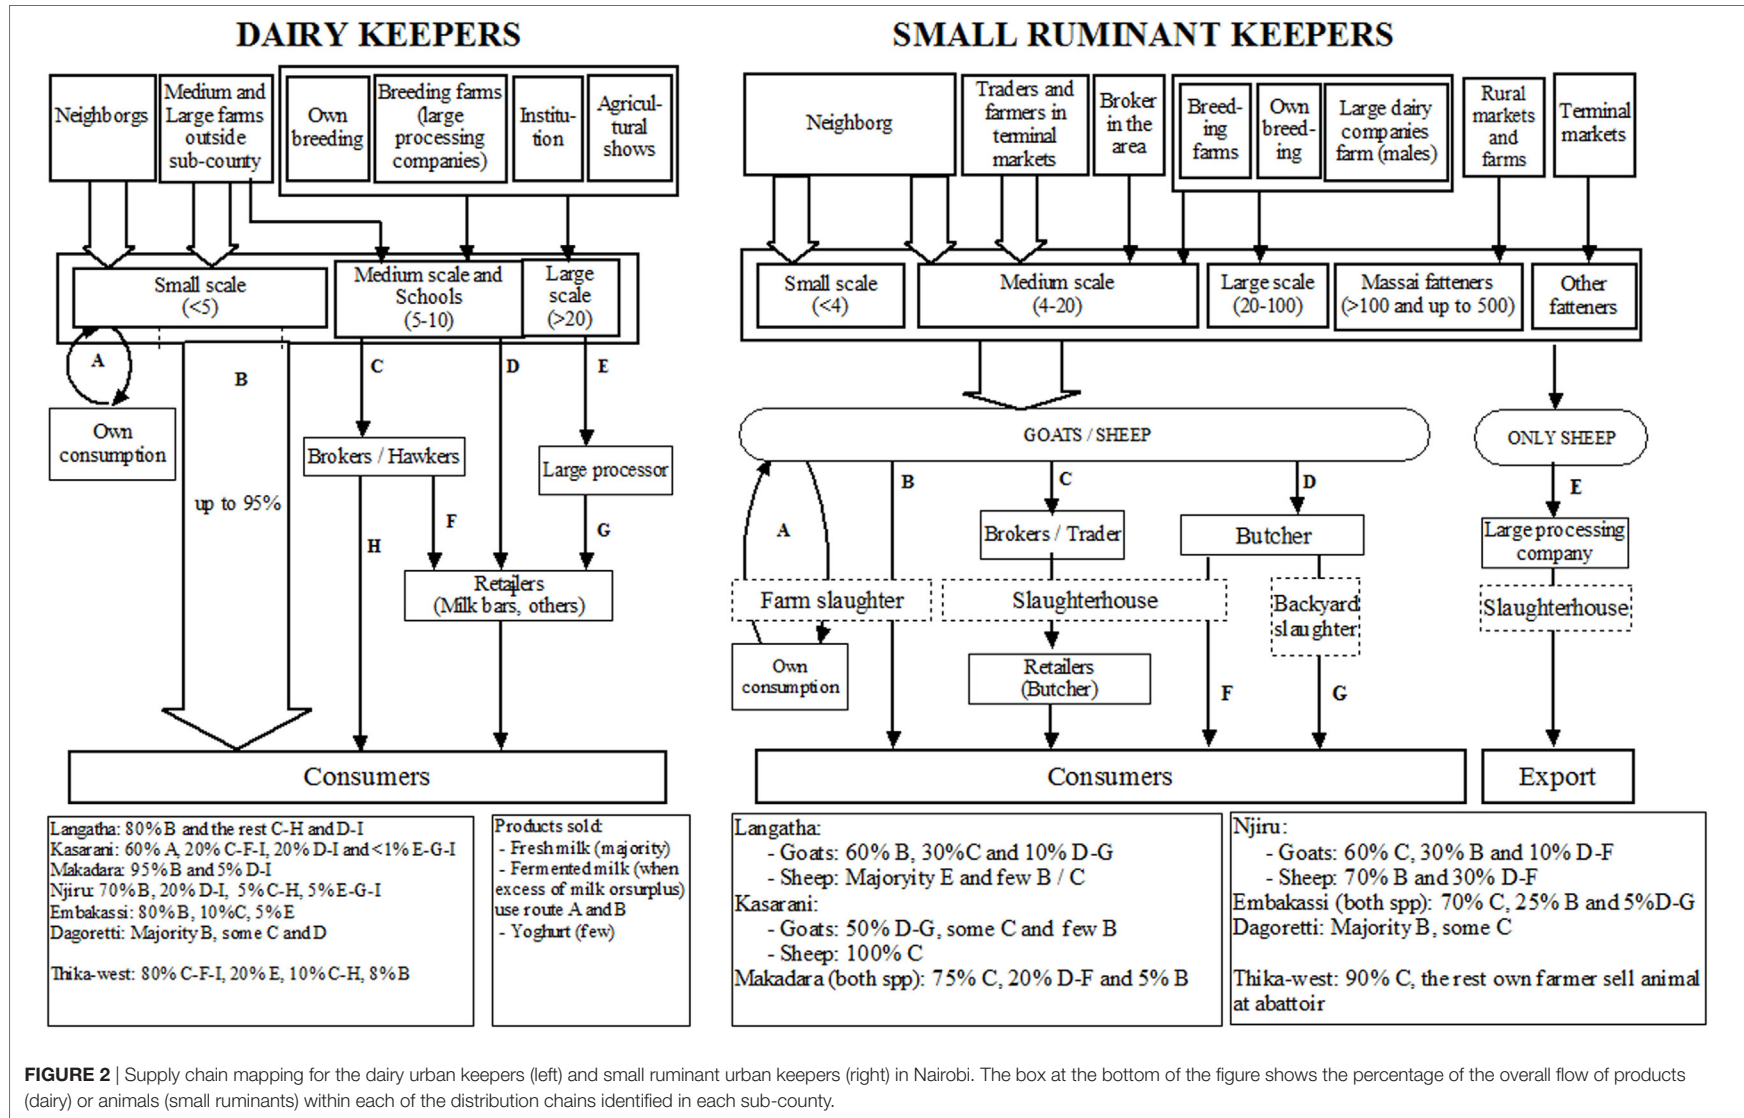 DAIRY KEEPERS
Neighborgs
Medium and
Large farms
outside
sub-county
Own
breeding
Breeding farms
(large
processing
companies)
Institu-
tion
Agricul-
tural
shows
Small scale
(<5)
Medium scale and
Schools
(5-10)
Large
scale
(>20)
A
B
C
D
E
Own
consumption
Brokers / Hawkers
Large processor
up to 95%
F
G
H
Retailers
(Milk bars, others)
Consumers
Langatha: 80% B and the rest C-H and D-I
Kasarani: 60% A, 20% C-F-I, 20% D-I and <1% E-G-I
Makadara: 95% B and 5% D-I
Njiru: 70% B, 20% D-I, 5% C-H, 5% E-G-I
Embakassi: 80% B, 10% C, 5% E
Dagoretti: Majority B, some C and D
Thika-west: 80% C-F-I, 20% E, 10% C-H, 8% B
Products sold:
- Fresh milk (majority)
- Fermented milk (when
excess of milk orsurplus)
use route A and B
- Yoghurt (few)
SMALL RUMINANT KEEPERS
Neighborg
Traders and
farmers in
terminal
markets
Broker
in the
area
Breed-
ing
farms
Own
breed-
ing
Large dairy
companies
farm (males)
Rural
markets
and
farms
Terminal
markets
Small scale
(<4)
Medium scale
(4-20)
Large scale
(20-100)
Massai fatteners
(>100 and up to 500)
Other
fatteners
GOATS / SHEEP
ONLY SHEEP
A
B
C
D
E
Brokers / Trader
Butcher
Large processing
company
Farm slaughter
Slaughterhouse
Backyard
slaughter
Slaughterhouse
Own
consumption
Retailers
(Butcher)
F
G
Consumers
Export
Langatha:
- Goats: 60% B, 30%C and 10% D-G
- Sheep: Majoryity E and few B / C
Kasarani:
- Goats: 50% D-G, some C and few B
- Sheep: 100% C
Makadara (both spp): 75% C, 20% D-F and 5% B
Njiru:
- Goats: 60% C, 30% B and 10% D-F
- Sheep: 70% B and 30% D-F
Embakassi (both spp): 70% C, 25% B and 5%D-G
Dagoretti: Majority B, some C
Thika-west: 90% C, the rest own farmer sell animal
at abattoir
FIGURE 2 | Supply chain mapping for the dairy urban keepers (left) and small ruminant urban keepers (right) in Nairobi. The box at the bottom of the figure shows the percentage of the overall flow of products
(dairy) or animals (small ruminants) within each of the distribution chains identified in each sub-county.